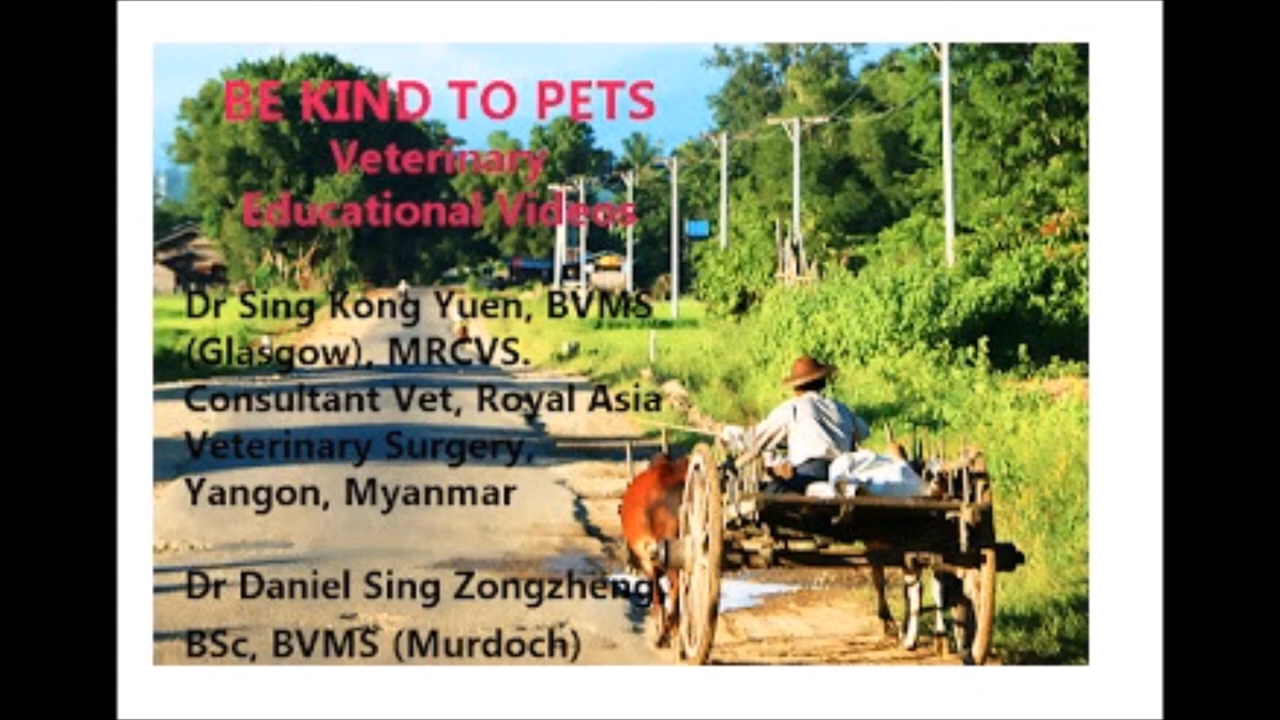 BE KIND TO PETS
Veterinary
Educational Videos
Dr Sing Kong Yuen, BVMS
(Glasgow), MRCVS.
Consultant Vet, Royal Asia
Veterinary Surgery,
Yangon, Myanmar
Dr Daniel Sing Zongzheng,
BSc, BVMS (Murdoch)